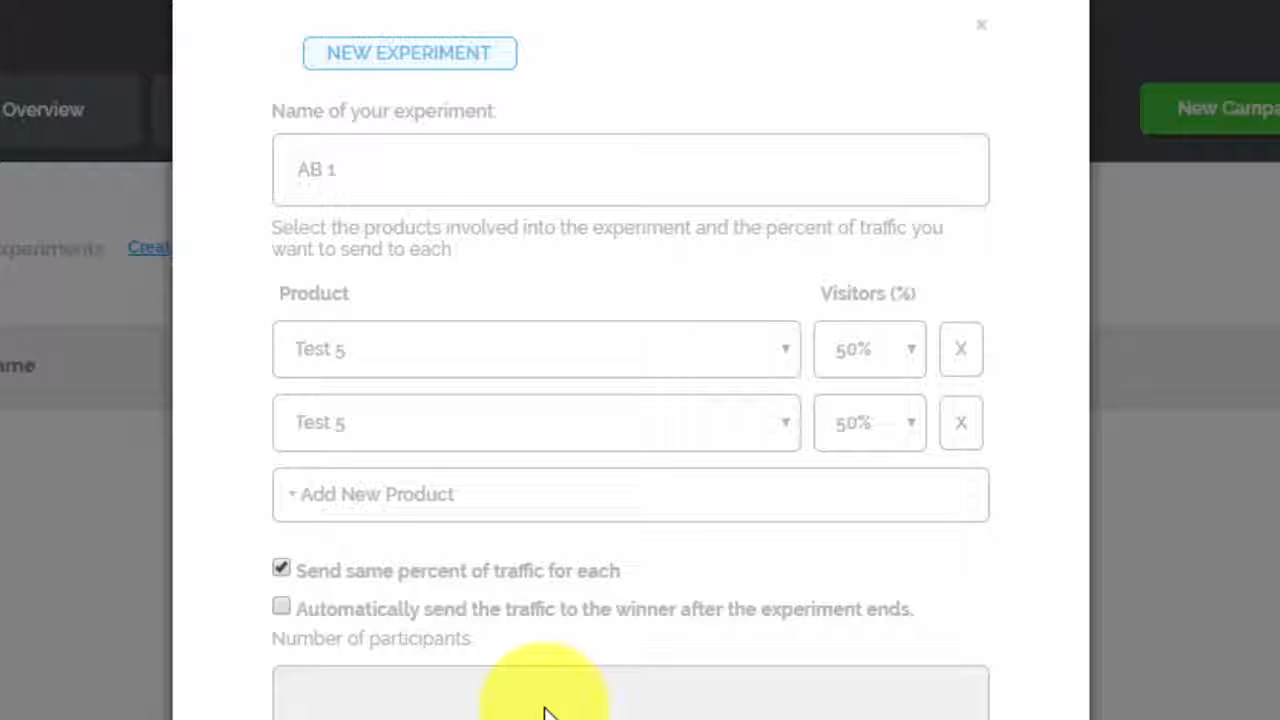 ×
NEW EXPERIMENT
Overview
New Campa
Name of your experiment
AB 1
Select the products involved into the experiment and the percent of traffic you
want to send to each
xperiments Creat
Product Visitors (%)
Test 5 50% X
ame
Test 5 50% X
+ Add New Product
Send same percent of traffic for each
Automatically send the traffic to the winner after the experiment ends.
Number of participants